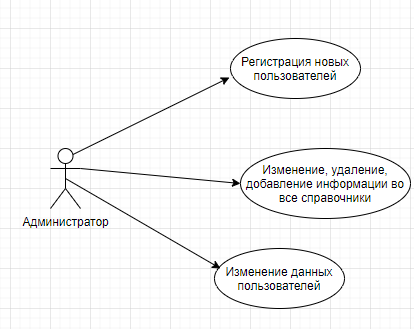 Регистрация новых
пользователей
Изменение, удаление,
добавление информации во
все справочники
Администратор
Изменение данных
пользователей